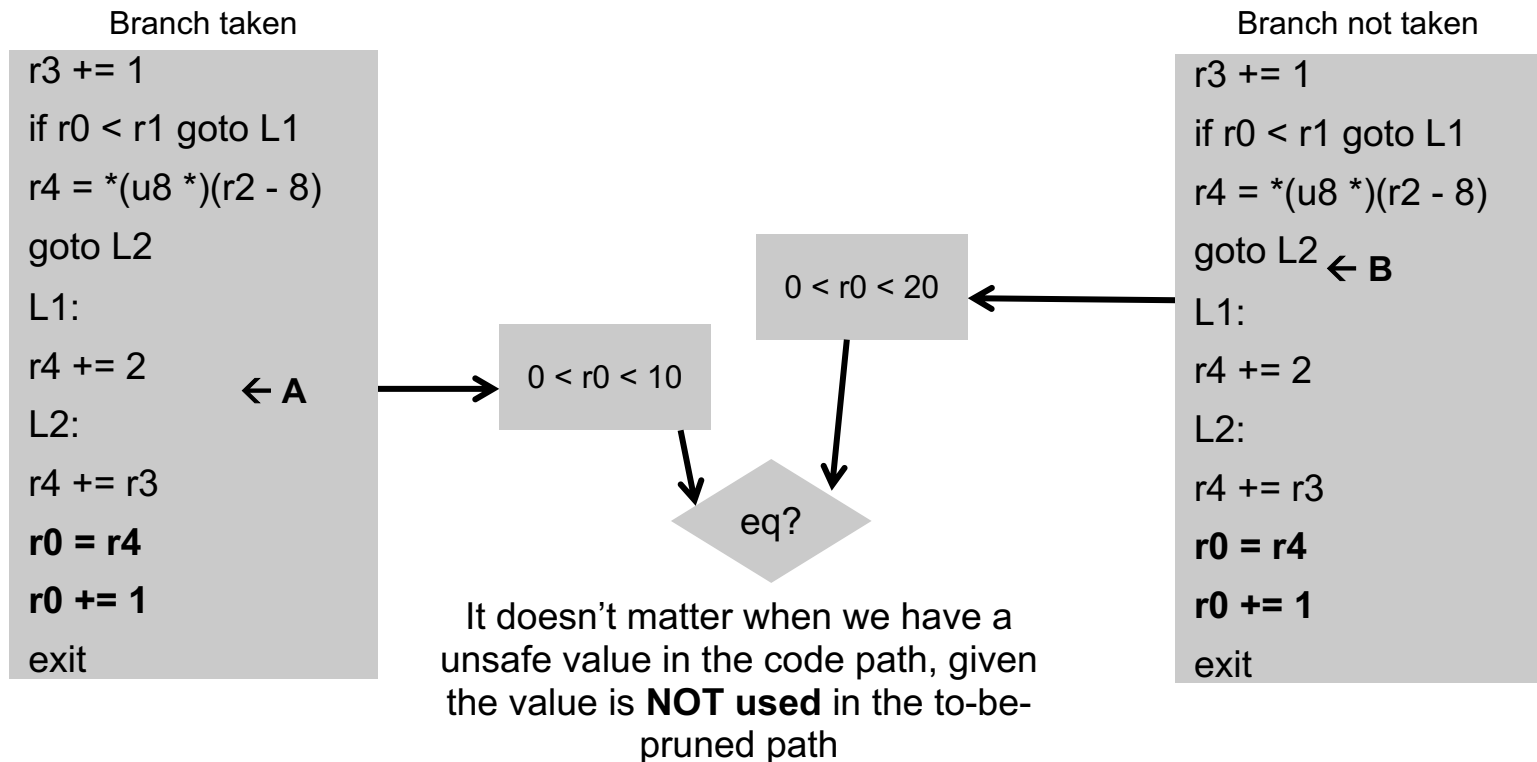 Branch taken
r3 += 1
if r0 < r1 goto L1
r4 = *(u8 *)(r2 - 8)
goto L2
L1:
r4 += 2
← A
L2:
r4 += r3
r0 = r4
r0 += 1
exit
0 < r0 < 10
0 < r0 < 20
eq?
It doesn’t matter when we have a
unsafe value in the code path, given
the value is NOT used in the to-be-
pruned path
Branch not taken
r3 += 1
if r0 < r1 goto L1
r4 = *(u8 *)(r2 - 8)
goto L2 ← B
L1:
r4 += 2
L2:
r4 += r3
r0 = r4
r0 += 1
exit